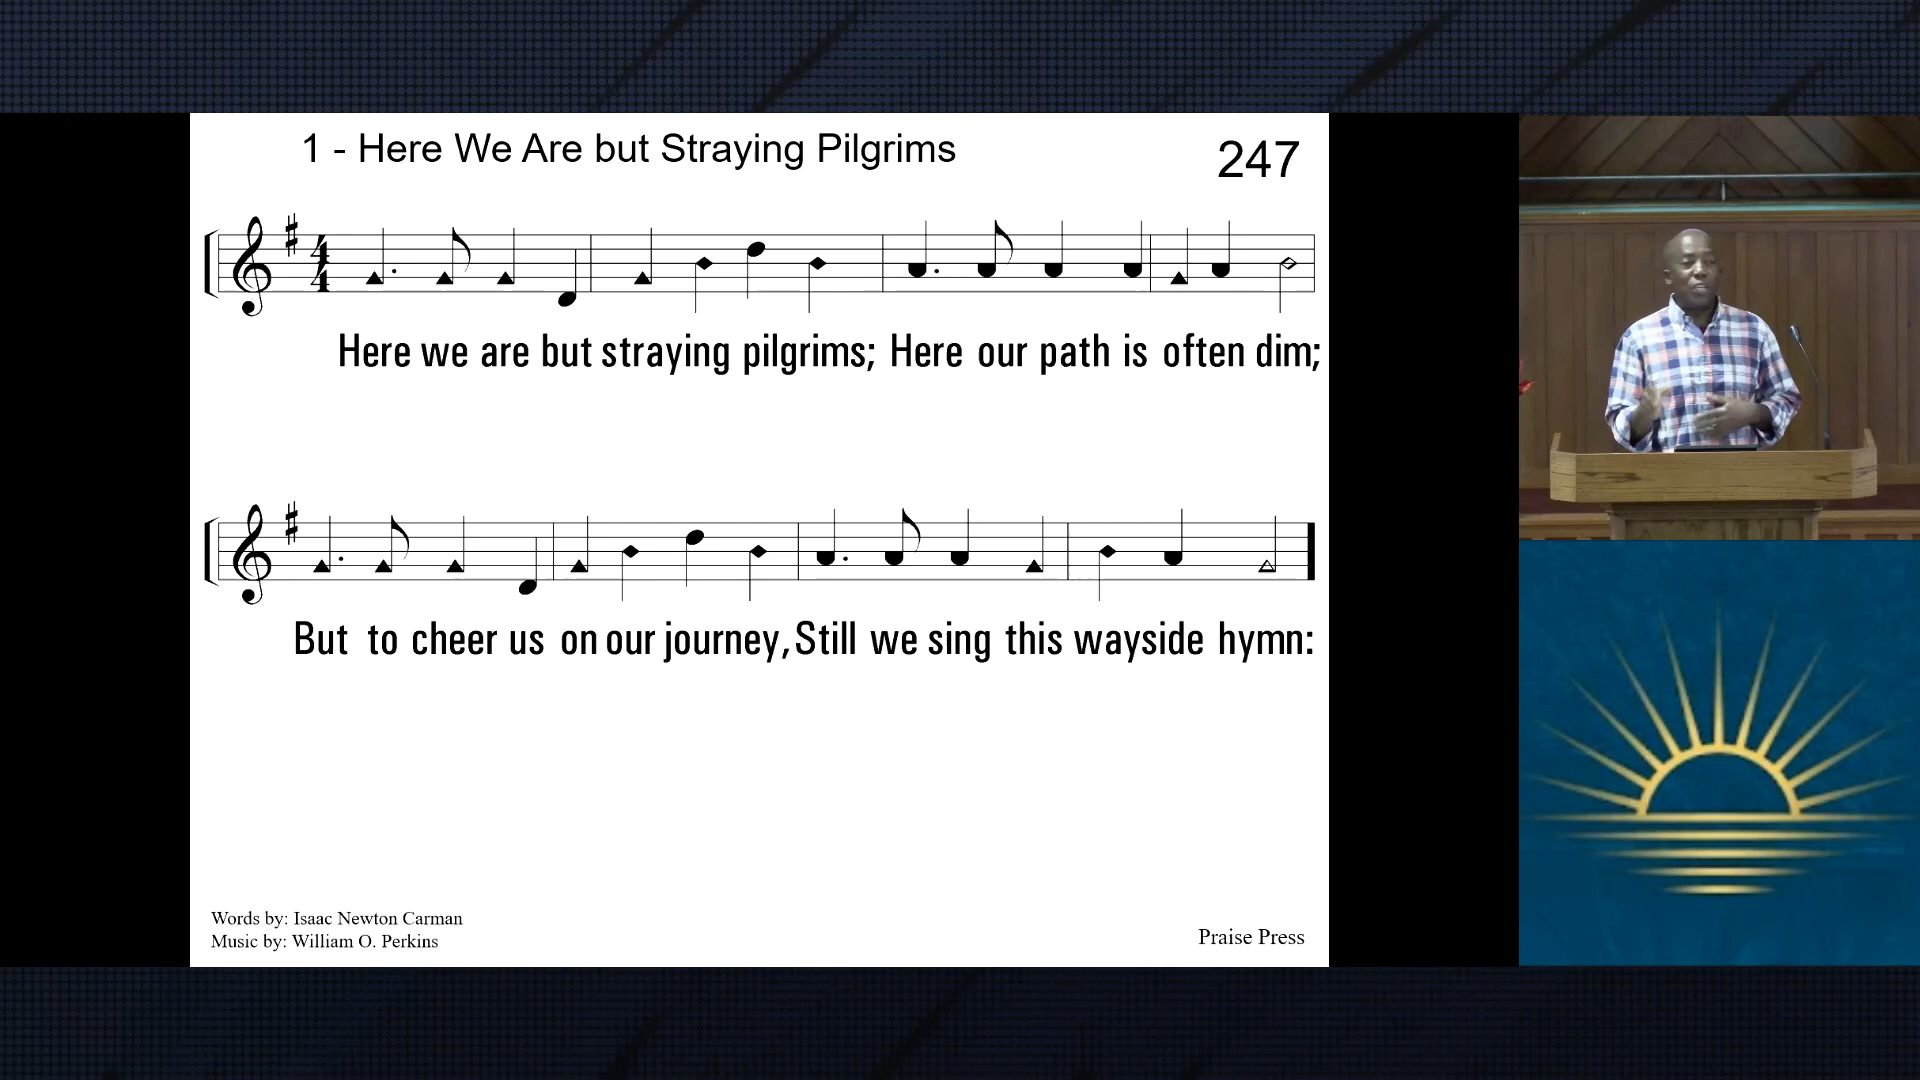 1 - Here We Are but Straying Pilgrims
247
4
4
Here we are but straying pilgrims; Here our path is often dim;
But to cheer us on our journey, Still we sing this wayside hymn:
Words by: Isaac Newton Carman
Music by: William O. Perkins
Praise Press